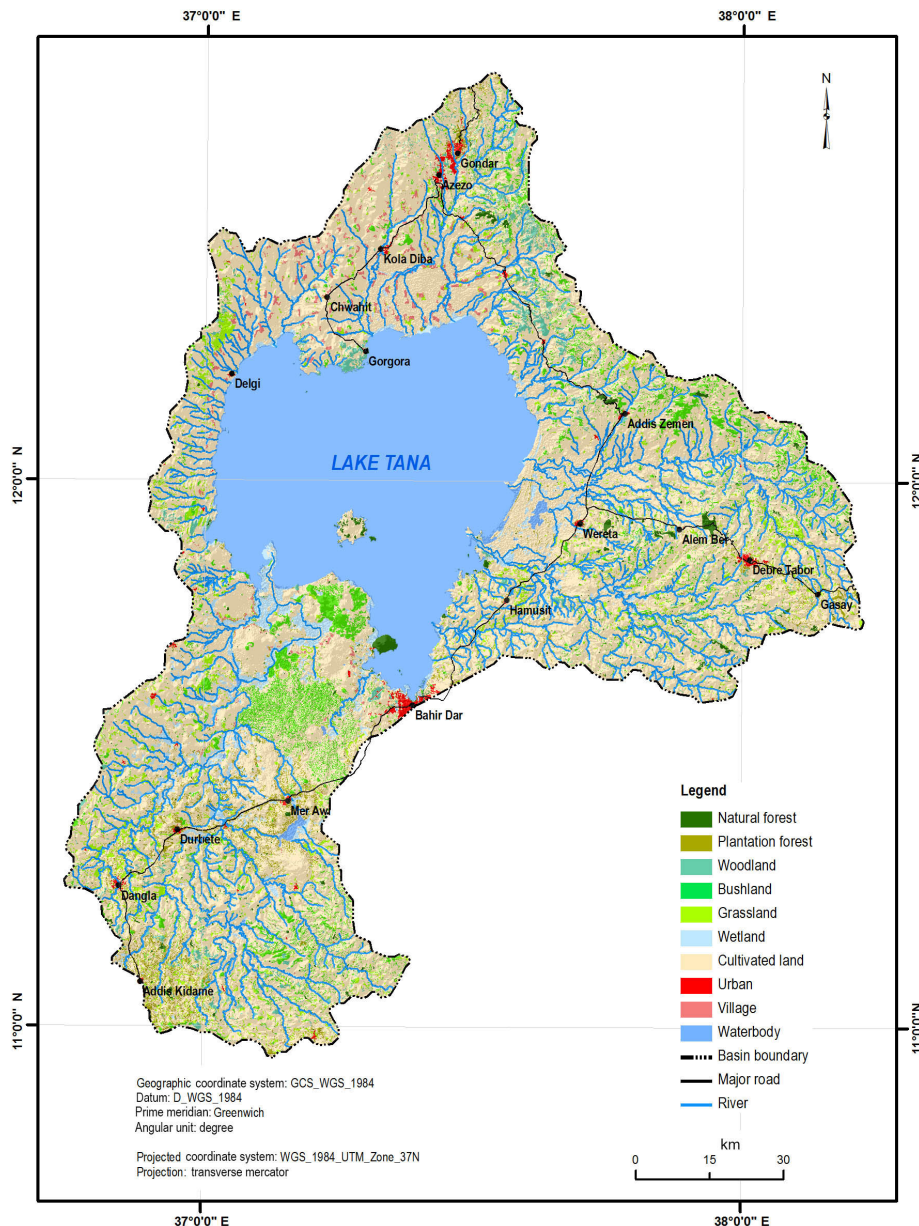 37°0'0" E
38°0'0" E
N
Gondar
Azezo
Kola Diba
Chwahit
Gorgora
Delgi
Addis Zemen
LAKE TANA
12°0'0" N
12°0'0" N
Wereta
Alem Ber
Debre Tabor
Gasay
Hamusit
Bahir Dar
Mer Awi
Durbete
Dangla
Addis Kidame
11°0'0" N
11°0'0"N
Legend
Natural forest
Plantation forest
Woodland
Bushland
Grassland
Wetland
Cultivated land
Urban
Village
Waterbody
Basin boundary
Major road
River
km
0 15 30
Geographic coordinate system: GCS_WGS_1984
Datum: D_WGS_1984
Prime meridian: Greenwich
Angular unit: degree
Projected coordinate system: WGS_1984_UTM_Zone_37N
Projection: transverse mercator
37°0'0" E
38°0'0" E